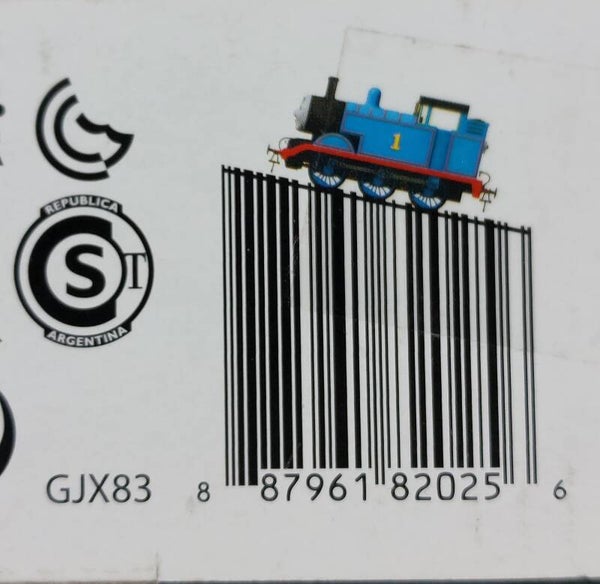 1
REPUBLICA
S T
ARGENTINA
GJX83
8 87961 82025 6